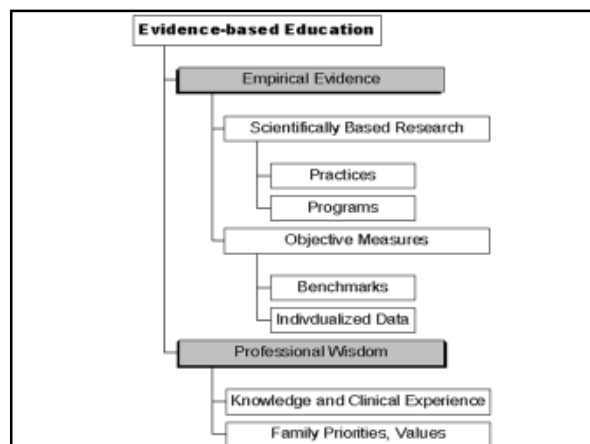 Evidence-based Education
Empirical Evidence
Scientifically Based Research
Practices
Programs
Objective Measures
Benchmarks
Indivdualized Data
Professional Wisdom
Knowledge and Clinical Experience
Family Priorities, Values